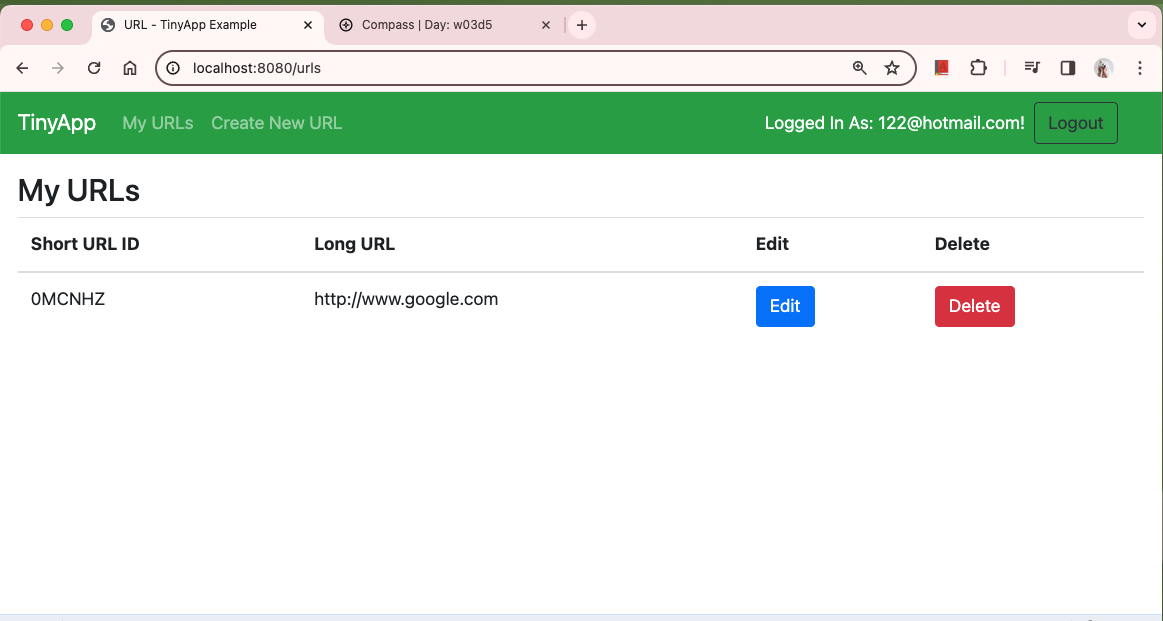 URL - TinyApp Example
Compass | Day: w03d5
localhost:8080/urls
TinyApp My URLs Create New URL Logged In As: 122@hotmail.com! Logout
My URLs
Short URL ID Long URL Edit Delete
0MCNHZ http://www.google.com Edit Delete